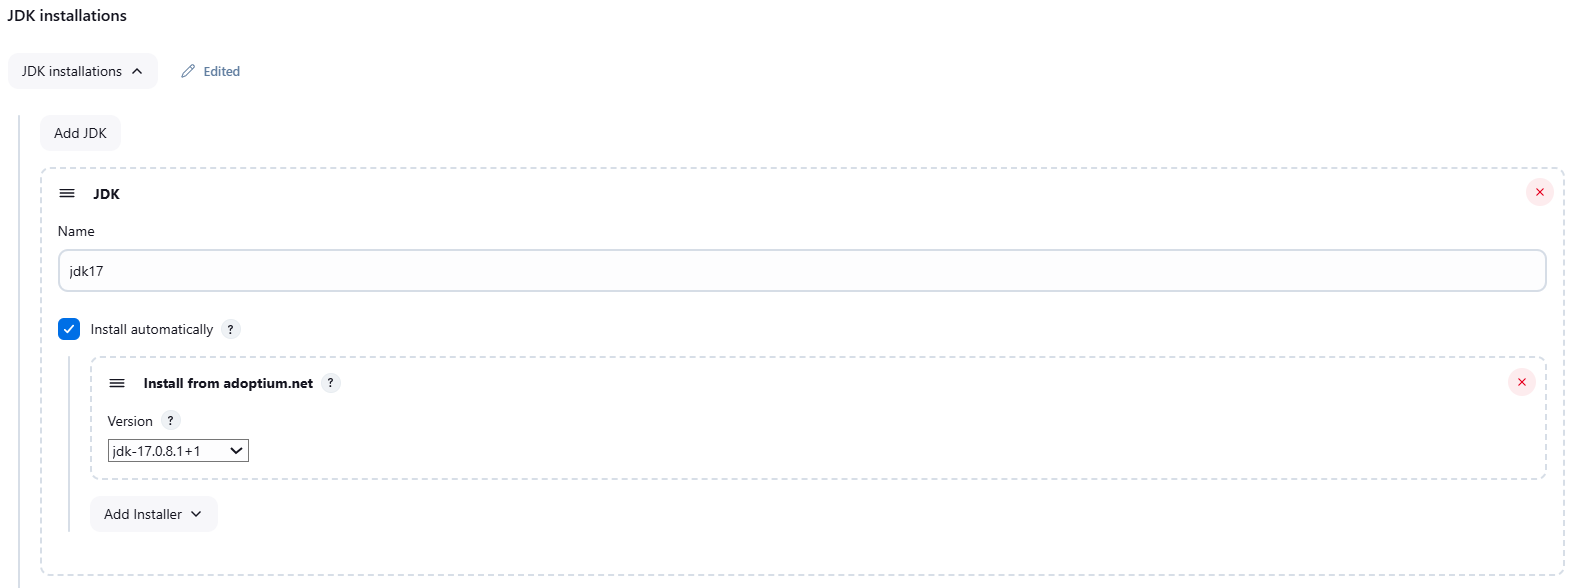 JDK installations
JDK installations
Edited
Add JDK
JDK
Name
jdk17
Install automatically ?
Install from adoptium.net ?
Version ?
jdk-17.0.8.1+1
Add Installer